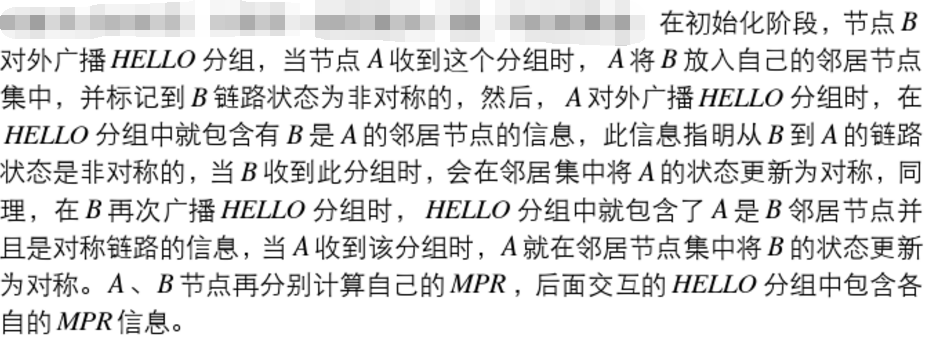 在初始化阶段，节点 B
对外广播 HELLO 分组，当节点 A 收到这个分组时， A 将 B 放入自己的邻居节点
集中，并标记到 B 链路状态为非对称的，然后， A 对外广播 HELLO 分组时，在
HELLO 分组中就包含有 B 是 A 的邻居节点的信息，此信息指明从 B 到 A 的链路
状态是非对称的，当 B 收到此分组时，会在邻居集中将 A 的状态更新为对称，同
理，在 B 再次广播 HELLO 分组时， HELLO 分组中就包含了 A 是 B 邻居节点并
且是对称链路的信息，当 A 收到该分组时，A 就在邻居节点集中将 B 的状态更新
为对称。A 、 B 节点再分别计算自己的 MPR ，后面交互的 HELLO 分组中包含各
自的 MPR 信息。